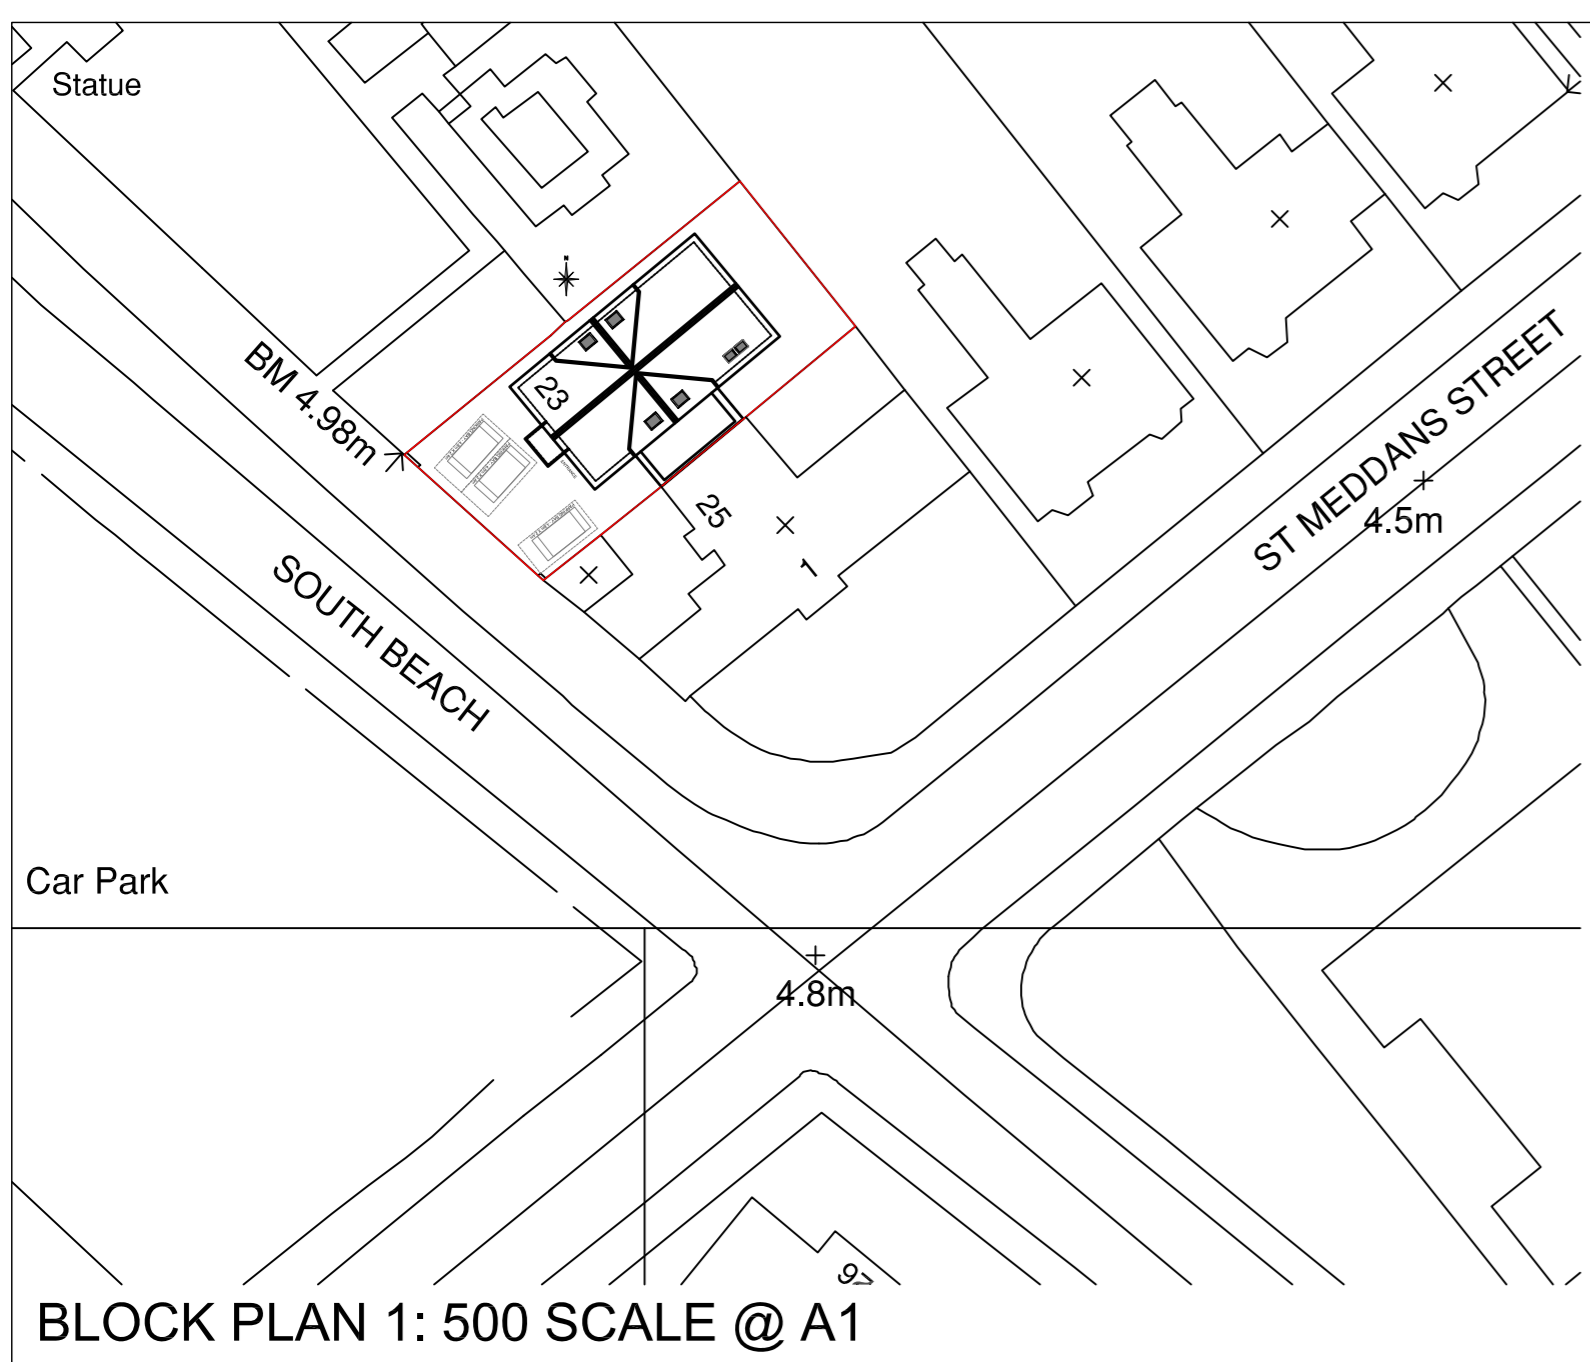 Statue
N
BM 4.98m
23
25
1
ST MEDDANS STREET
4.5m
SOUTH BEACH
Car Park
4.8m
BLOCK PLAN 1: 500 SCALE @ A1